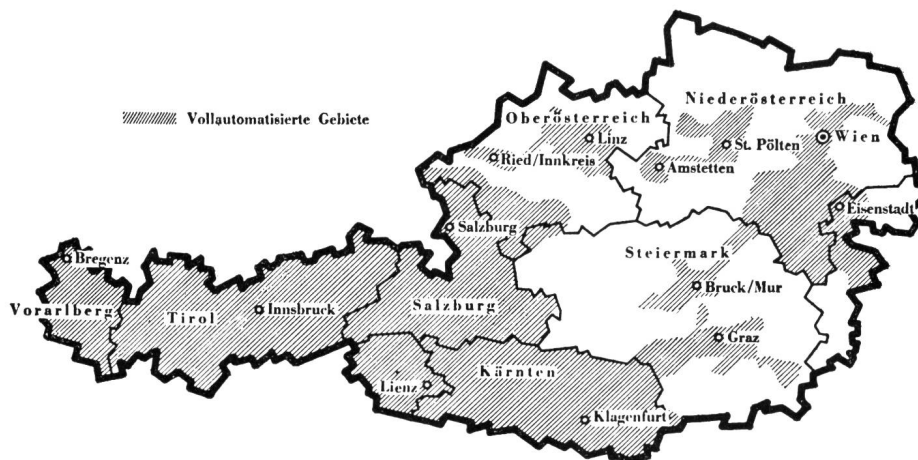 Niederösterreich
Vollautomatisierte Gebiete
Oberösterreich
Linz
Wien
St. Pölten
Ried/Innkreis
Amstetten
Eisenstadt
Salzburg
Steiermark
Bregenz
Bruck/Mur
Vorarlberg
Tirol
Innsbruck
Salzburg
Graz
Kärnten
Lienz
Klagenfurt